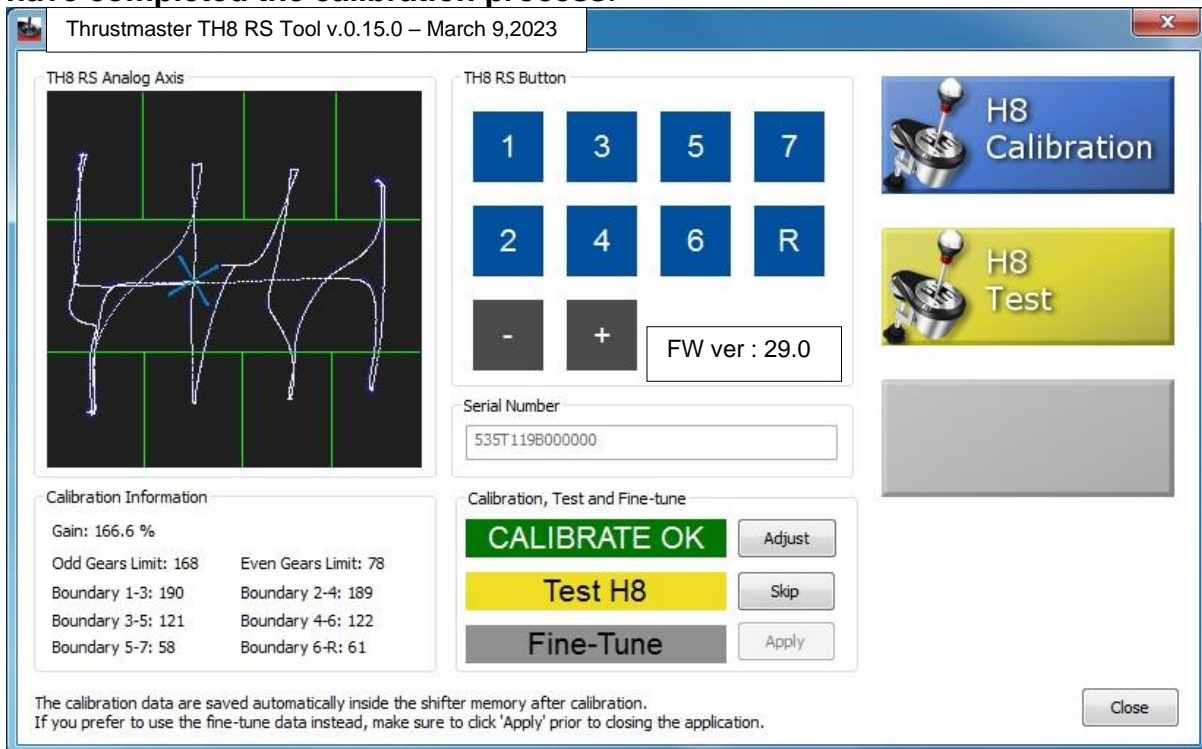 have completed the calibration process.
Thrustmaster TH8 RS Tool v.0.15.0 – March 9,2023
TH8 RS Analog Axis
TH8 RS Button
1 3 5 7
2 4 6 R
- +
FW ver : 29.0
H8
Calibration
H8
Test
Serial Number
535T119B000000
Calibration Information
Gain: 166.6 %
Odd Gears Limit: 168 Even Gears Limit: 78
Boundary 1-3: 190 Boundary 2-4: 189
Boundary 3-5: 121 Boundary 4-6: 122
Boundary 5-7: 58 Boundary 6-R: 61
Calibration, Test and Fine-tune
CALIBRATE OK Adjust
Test H8 Skip
Fine-Tune Apply
The calibration data are saved automatically inside the shifter memory after calibration.
If you prefer to use the fine-tune data instead, make sure to click 'Apply' prior to closing the application.
Close